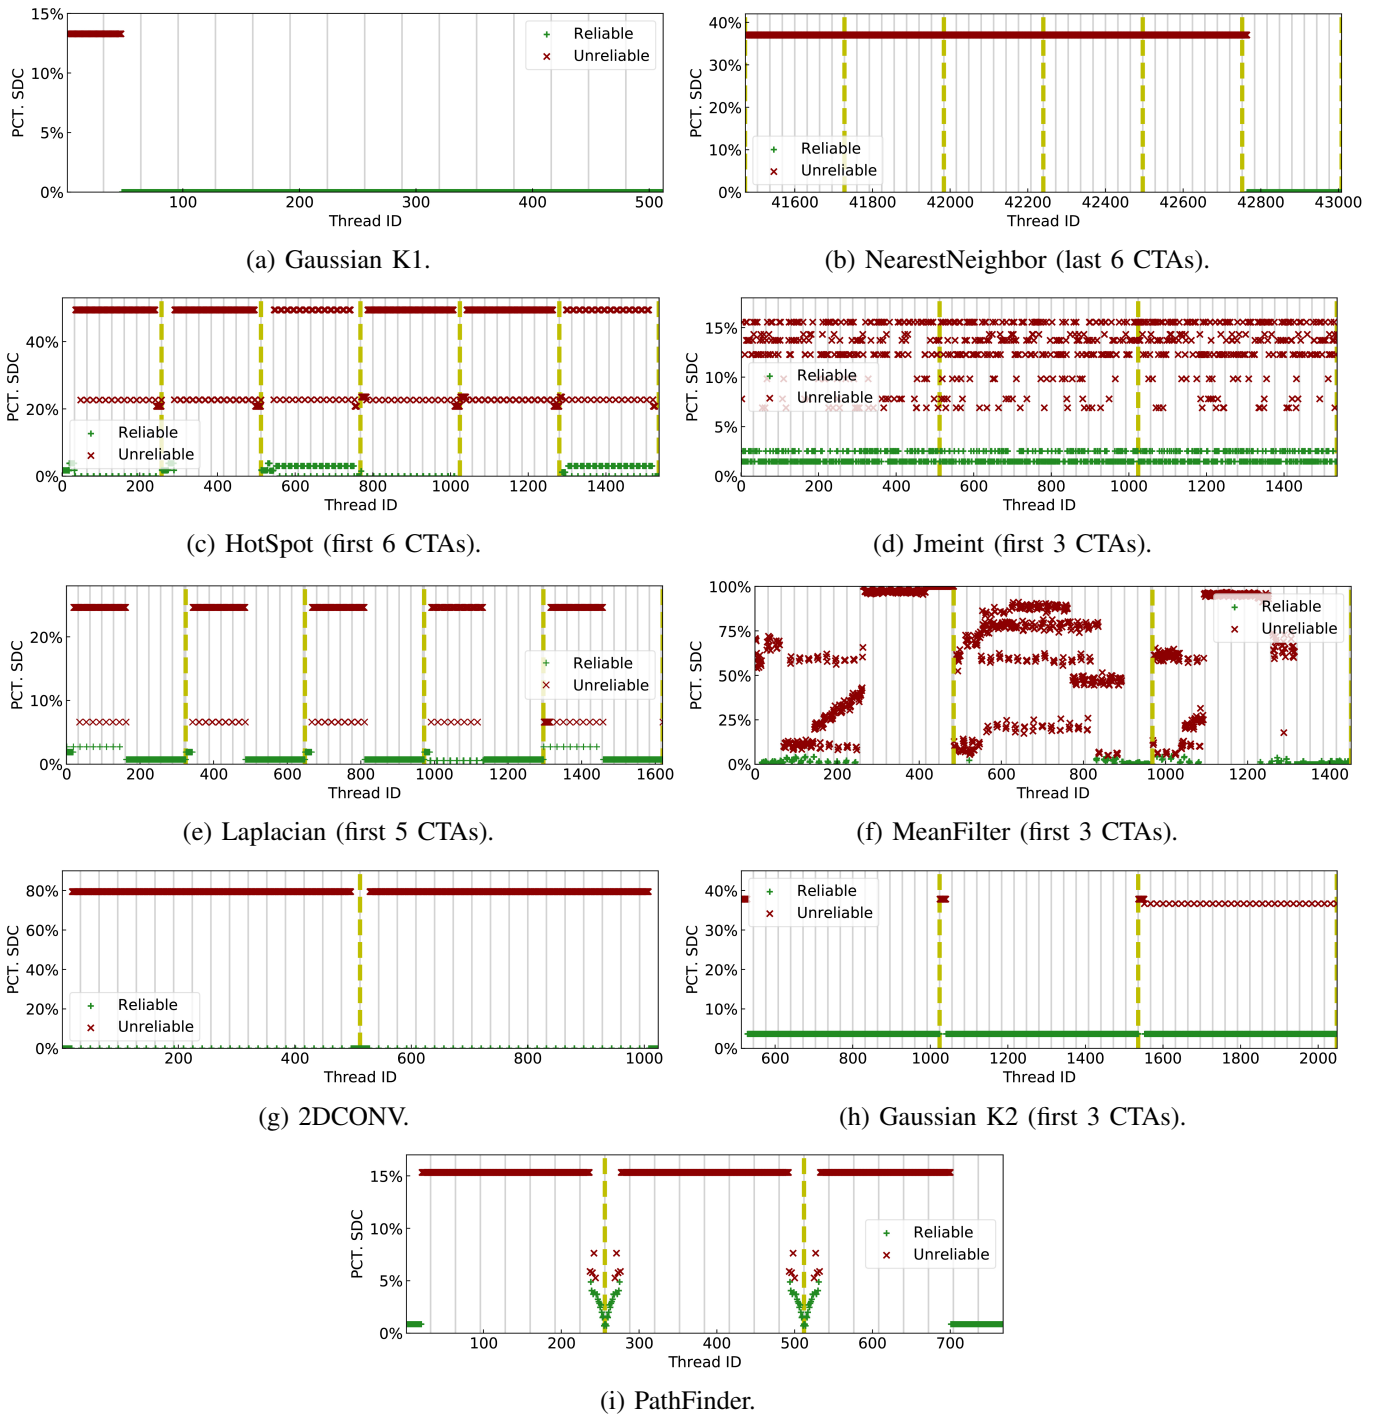 15%
10%
5%
0%
PCT. SDC
Reliable
Unreliable
100 200 300 400 500
Thread ID
(a) Gaussian K1.
40%
30%
20%
10%
0%
PCT. SDC
Reliable
Unreliable
41600 41800 42000 42200 42400 42600 42800 43000
Thread ID
(b) NearestNeighbor (last 6 CTAs).
40%
20%
0%
PCT. SDC
Reliable
Unreliable
0 200 400 600 800 1000 1200 1400
Thread ID
(c) HotSpot (first 6 CTAs).
15%
10%
5%
0%
PCT. SDC
Reliable
Unreliable
0 200 400 600 800 1000 1200 1400
Thread ID
(d) Jmeint (first 3 CTAs).
20%
10%
0%
PCT. SDC
Reliable
Unreliable
0 200 400 600 800 1000 1200 1400 1600
Thread ID
(e) Laplacian (first 5 CTAs).
100%
75%
50%
25%
0%
PCT. SDC
Reliable
Unreliable
0 200 400 600 800 1000 1200 1400
Thread ID
(f) MeanFilter (first 3 CTAs).
80%
60%
40%
20%
0%
PCT. SDC
Reliable
Unreliable
200 400 600 800 1000
Thread ID
(g) 2DCONV.
40%
30%
20%
10%
0%
PCT. SDC
Reliable
Unreliable
600 800 1000 1200 1400 1600 1800 2000
Thread ID
(h) Gaussian K2 (first 3 CTAs).
15%
10%
5%
0%
PCT. SDC
Reliable
Unreliable
100 200 300 400 500 600 700
Thread ID
(i) PathFinder.